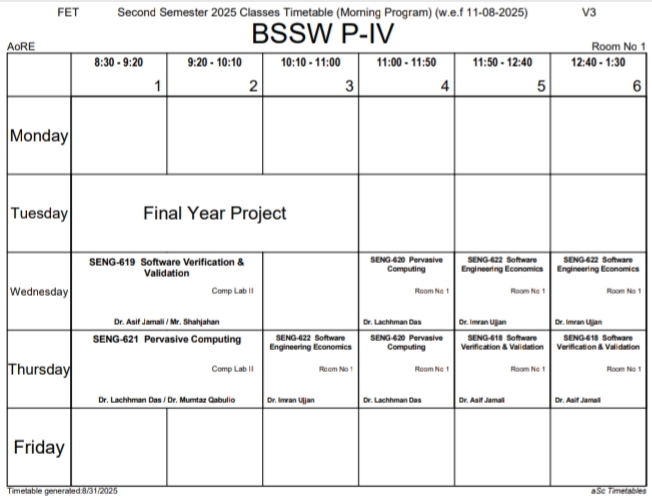 FET Second Semester 2025 Classes Timetable (Morning Program) (w.e.f 11-08-2025) V3
BSSW P-IV
AoRE Room No 1
8:30 - 9:20 9:20 - 10:10 10:10 - 11:00 11:00 - 11:50 11:50 - 12:40 12:40 - 1:30
1 2 3 4 5 6
Monday
Tuesday Final Year Project
Wednesday
SENG-619 Software Verification &
Validation
Comp Lab II
Dr. Asif Jamali / Mr. Shahjahan
SENG-620 Pervasive
Computing
Room No 1
Dr. Lachhman Das
SENG-622 Software
Engineering Economics
Room No 1
Dr. Imran Ujjan
SENG-622 Software
Engineering Economics
Room No 1
Dr. Imran Ujjan
Thursday
SENG-621 Pervasive Computing
Comp Lab II
Dr. Lachhman Das / Dr. Mumtaz Qabulio
SENG-622 Software
Engineering Economics
Room No 1
Dr. Imran Ujjan
SENG-620 Pervasive
Computing
Room No 1
Dr. Lachhman Das
SENG-618 Software
Verification & Validation
Room No 1
Dr. Asif Jamali
SENG-618 Software
Verification & Validation
Room No 1
Dr. Asif Jamali
Friday
Timetable generated:8/31/2025 aSc Timetables